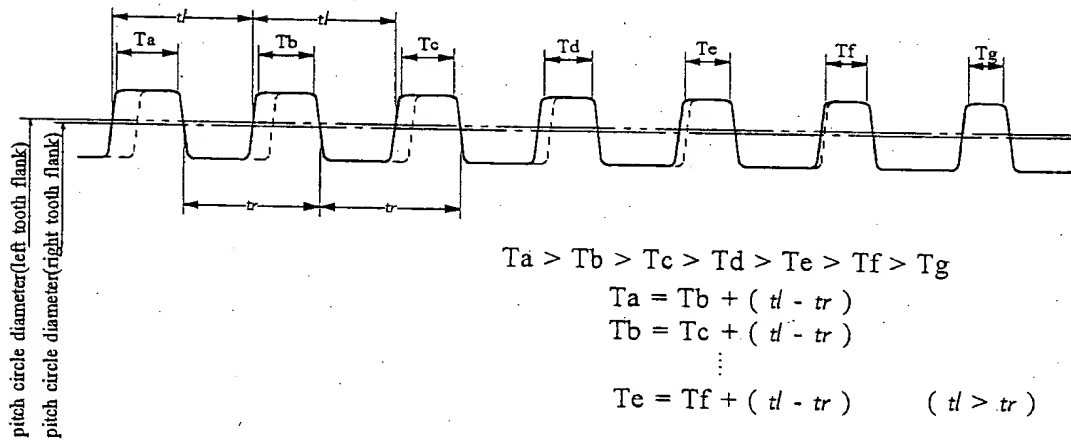 tl tl
Ta Tb Tc Td Te Tf Tg
tr tr
pitch circle diameter(left tooth flank)
pitch circle diameter(right tooth flank)
Ta > Tb > Tc > Td > Te > Tf > Tg
Ta = Tb + ( tl - tr )
Tb = Tc + ( tl - tr )
⋮
Te = Tf + ( tl - tr ) ( tl > tr )